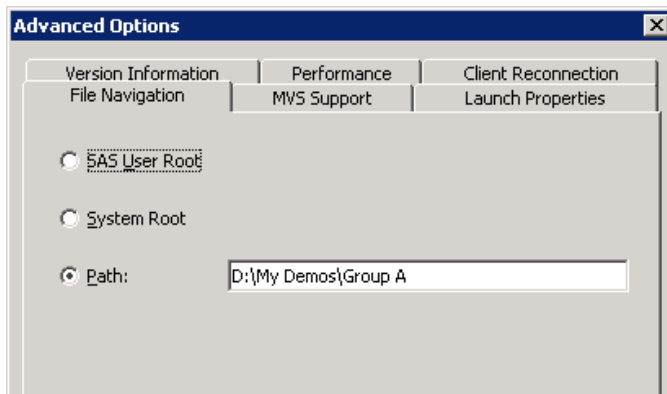 Advanced Options
Version Information Performance Client Reconnection
File Navigation MVS Support Launch Properties
SAS User Root
System Root
Path: D:\My Demos\Group A